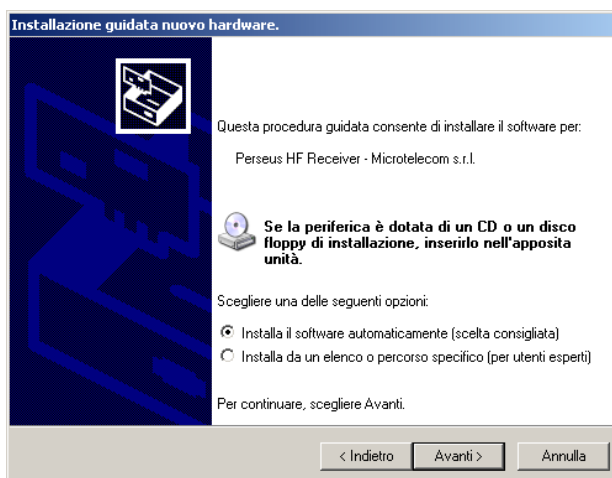 Installazione guidata nuovo hardware.
Questa procedura guidata consente di installare il software per:
Perseus HF Receiver - Microtelecom s.r.l.
Se la periferica è dotata di un CD o un disco
floppy di installazione, inserirlo nell'apposita
unità.
Scegliere una delle seguenti opzioni:
Installa il software automaticamente (scelta consigliata)
Installa da un elenco o percorso specifico (per utenti esperti)
Per continuare, scegliere Avanti.
< Indietro Avanti > Annulla